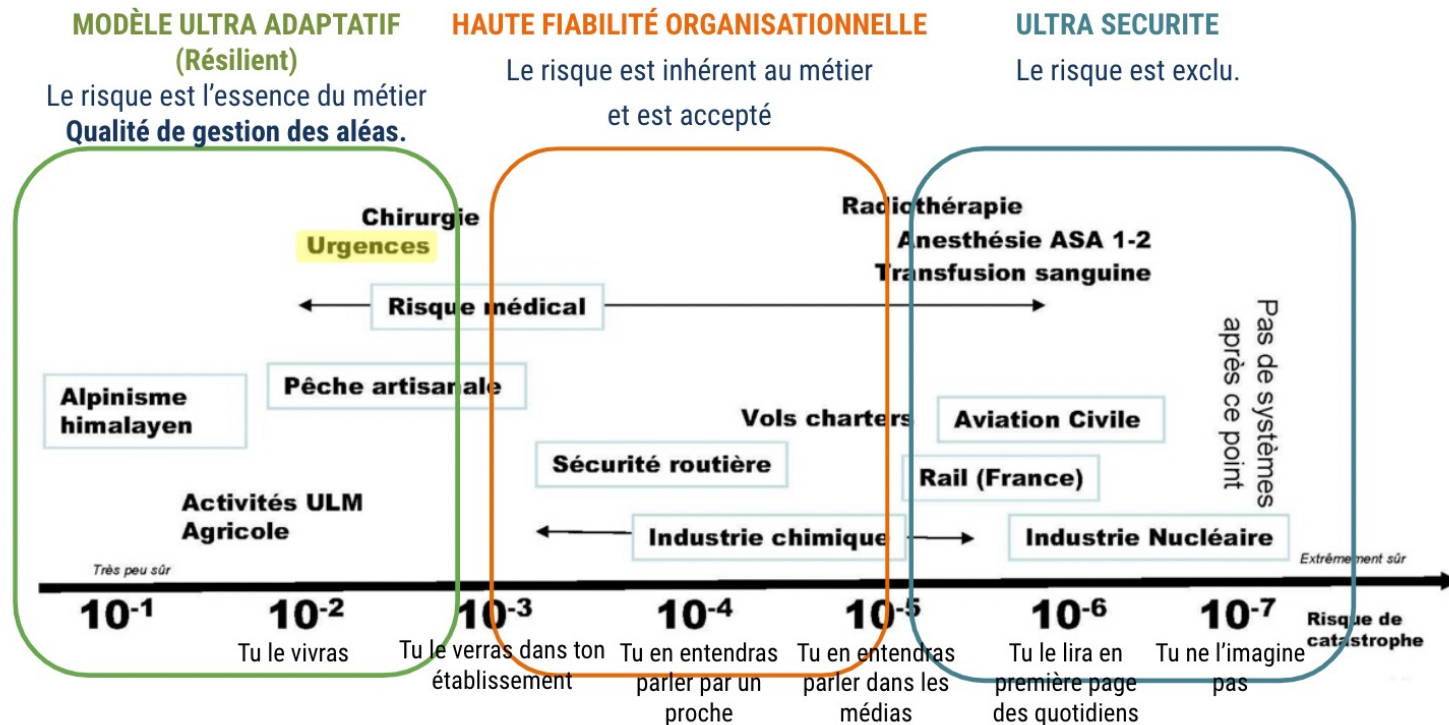 MODÈLE ULTRA ADAPTATIF
(Résilient)
Le risque est l'essence du métier
Qualité de gestion des aléas.
HAUTE FIABILITÉ ORGANISATIONNELLE
Le risque est inhérent au métier
et est accepté
ULTRA SECURITE
Le risque est exclu.
Chirurgie
Urgences
Radiothérapie
Anesthésie ASA 1-2
Transfusion sanguine
Risque médical
Pas de systèmes
après ce point
Alpinisme
himalayen
Pêche artisanale
Vols charters
Aviation Civile
Sécurité routière
Rail (France)
Activités ULM
Agricole
Industrie chimique
Industrie Nucléaire
Très peu sûr
Extrêmement sûr
10⁻¹
10⁻²
10⁻³
10⁻⁴
10⁻⁵
10⁻⁶
10⁻⁷
Risque de
catastrophe
Tu le vivras
Tu le verras dans ton
établissement
Tu en entendras
parler par un
proche
Tu en entendras
parler dans les
médias
Tu le lira en
première page
des quotidiens
Tu ne l'imagine
pas